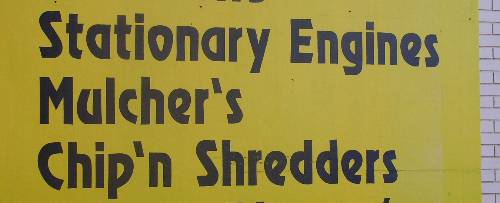 Stationary Engines
Mulcher's
Chip'n Shredders